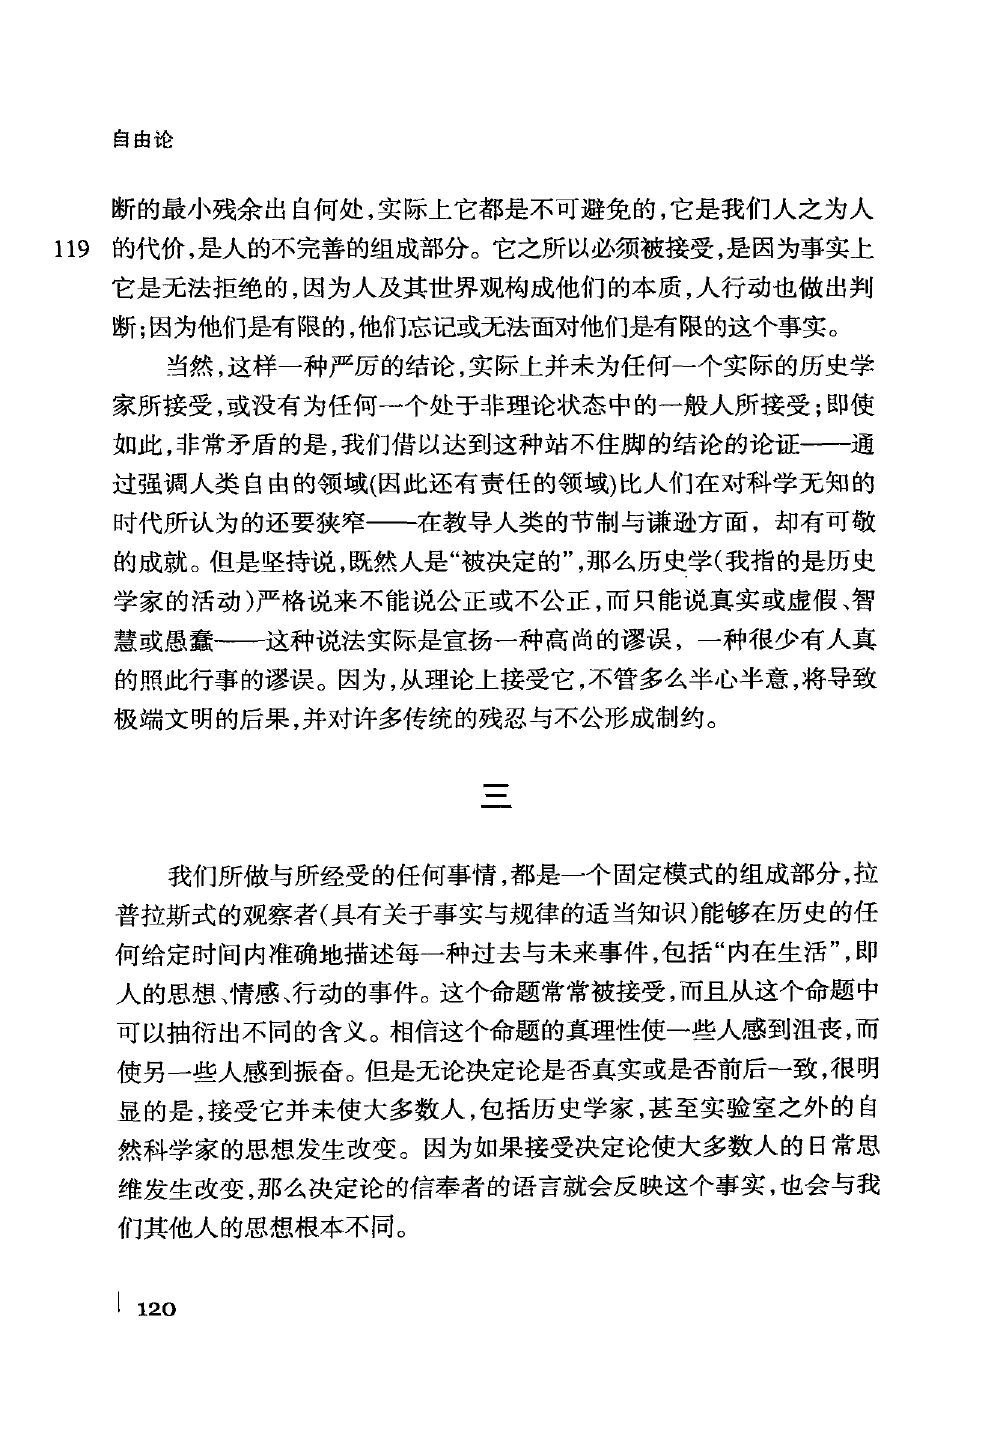 自由论
断的最小残余出自何处,实际上它都是不可避免的,它是我们人之为人
119 的代价,是人的不完善的组成部分。它之所以必须被接受,是因为事实上
它是无法拒绝的,因为人及其世界观构成他们的本质,人行动也做出判
断;因为他们是有限的,他们忘记或无法面对他们是有限的这个事实。
当然,这样一种严厉的结论,实际上并未为任何一个实际的历史学
家所接受,或没有为任何一个处于非理论状态中的一般人所接受;即使
如此,非常矛盾的是,我们借以达到这种站不住脚的结论的论证——通
过强调人类自由的领域(因此还有责任的领域)比人们在对科学无知的
时代所认为的还要狭窄——在教导人类的节制与谦逊方面，却有可敬
的成就。但是坚持说,既然人是“被决定的”,那么历史学(我指的是历史
学家的活动)严格说来不能说公正或不公正,而只能说真实或虚假、智
慧或愚蠢——这种说法实际是宣扬一种高尚的谬误，一种很少有人真
的照此行事的谬误。因为,从理论上接受它,不管多么半心半意,将导致
极端文明的后果,并对许多传统的残忍与不公形成制约。
三
我们所做与所经受的任何事情,都是一个固定模式的组成部分,拉
普拉斯式的观察者(具有关于事实与规律的适当知识)能够在历史的任
何给定时间内准确地描述每一种过去与未来事件,包括“内在生活”,即
人的思想、情感、行动的事件。这个命题常常被接受,而且从这个命题中
可以抽衍出不同的含义。相信这个命题的真理性使一些人感到沮丧,而
使另一些人感到振奋。但是无论决定论是否真实或是否前后一致,很明
显的是,接受它并未使大多数人,包括历史学家,甚至实验室之外的自
然科学家的思想发生改变。因为如果接受决定论使大多数人的日常思
维发生改变,那么决定论的信奉者的语言就会反映这个事实,也会与我
们其他人的思想根本不同。
120